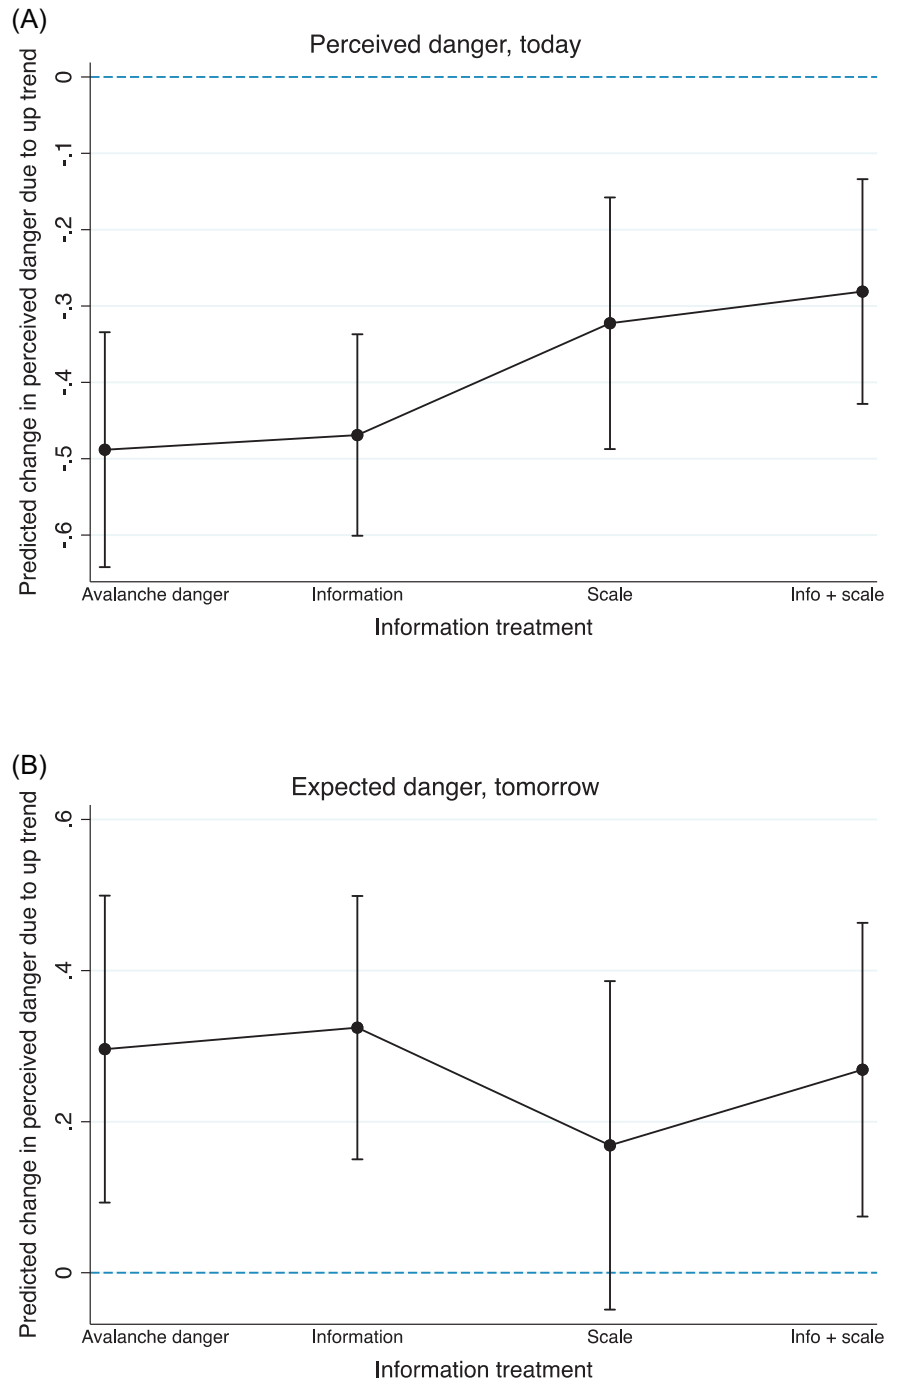 (A)
Perceived danger, today
Predicted change in perceived danger due to up trend
0
-.1
-.2
-.3
-.4
-.5
-.6
Avalanche danger
Information
Scale
Info + scale
Information treatment
(B)
Expected danger, tomorrow
Predicted change in perceived danger due to up trend
.6
.4
.2
0
Avalanche danger
Information
Scale
Info + scale
Information treatment